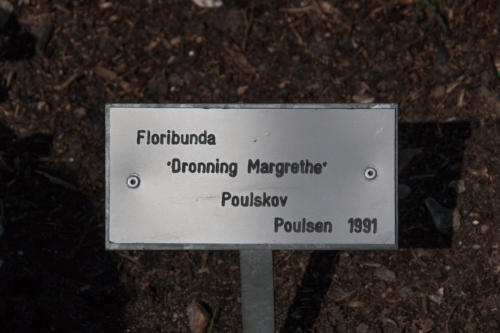 Floribunda
'Dronning Margrethe'
Poulskov
Poulsen 1991